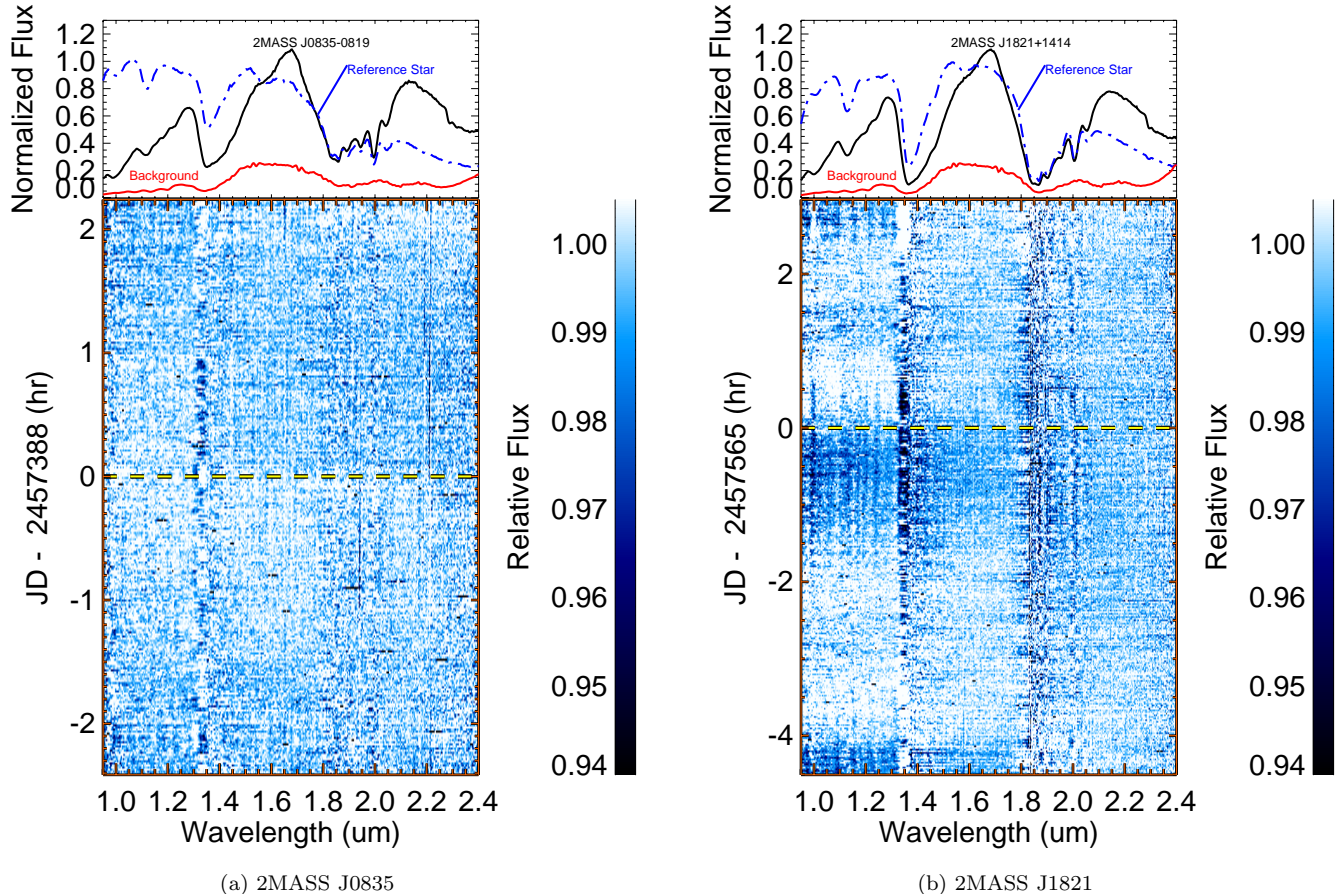 2MASS J0835-0819
Reference Star
Background
Normalized Flux
1.2
1.0
0.8
0.6
0.4
0.2
0.0
2
1
0
-1
-2
JD - 2457388 (hr)
1.0 1.2 1.4 1.6 1.8 2.0 2.2 2.4
Wavelength (um)
1.00
0.99
0.98
0.97
0.96
0.95
0.94
Relative Flux
(a) 2MASS J0835
2MASS J1821+1414
Reference Star
Background
Normalized Flux
1.2
1.0
0.8
0.6
0.4
0.2
0.0
2
0
-2
-4
JD - 2457565 (hr)
1.0 1.2 1.4 1.6 1.8 2.0 2.2 2.4
Wavelength (um)
1.00
0.99
0.98
0.97
0.96
0.95
0.94
Relative Flux
(b) 2MASS J1821